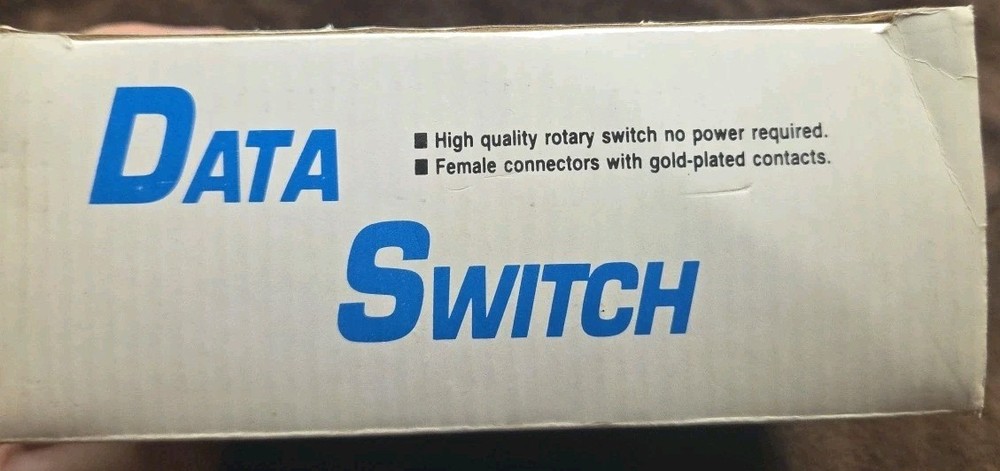 DATA
■ High quality rotary switch no power required.
■ Female connectors with gold-plated contacts.
SWITCH